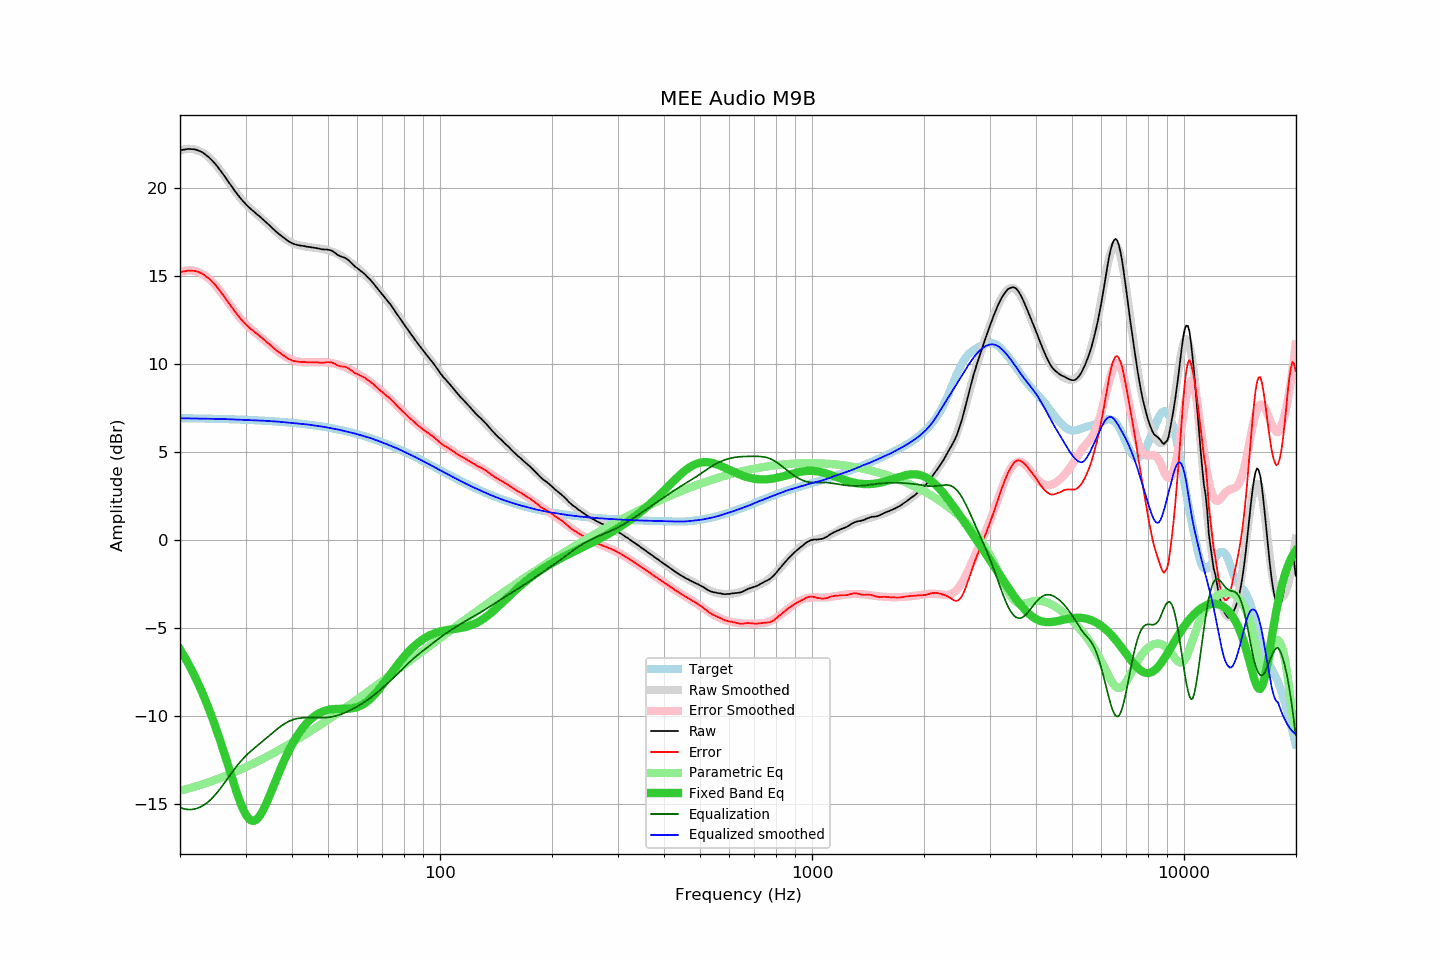 MEE Audio M9B
Amplitude (dBr)
20
15
10
5
0
−5
−10
−15
Target
Raw Smoothed
Error Smoothed
Raw
Error
Parametric Eq
Fixed Band Eq
Equalization
Equalized smoothed
100 1000 10000
Frequency (Hz)